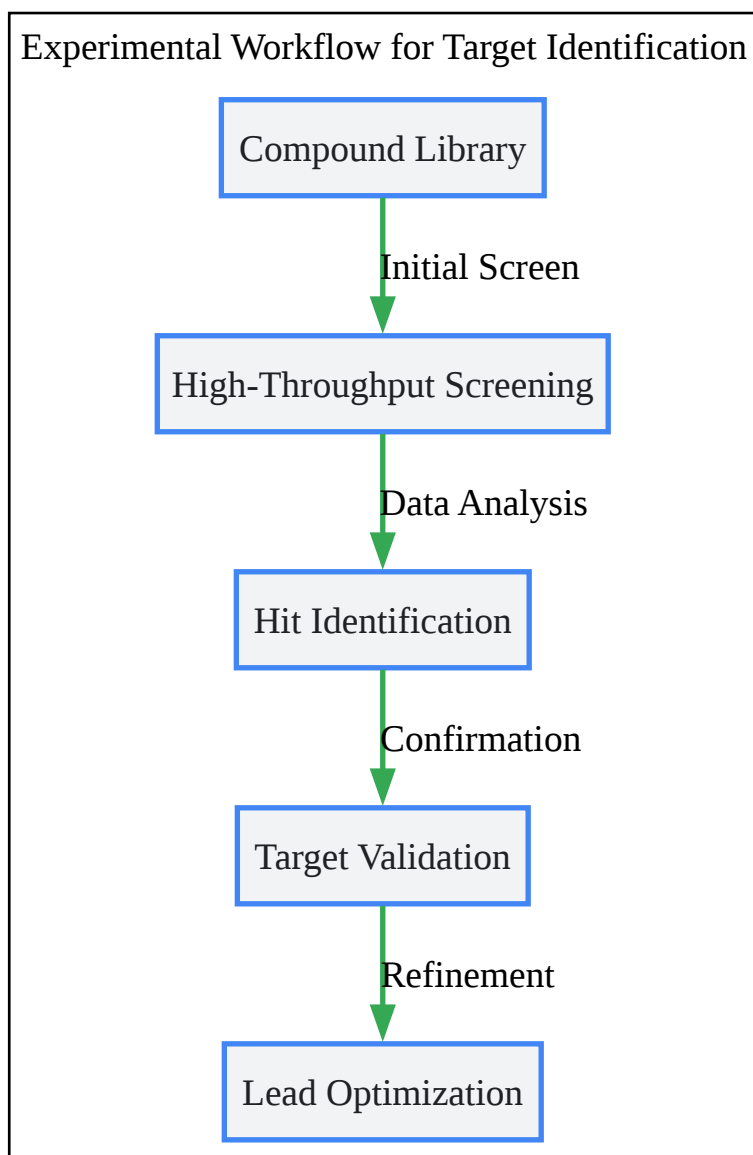 Experimental Workflow for Target Identification
Compound Library
Initial Screen
High-Throughput Screening
Data Analysis
Hit Identification
Confirmation
Target Validation
Refinement
Lead Optimization